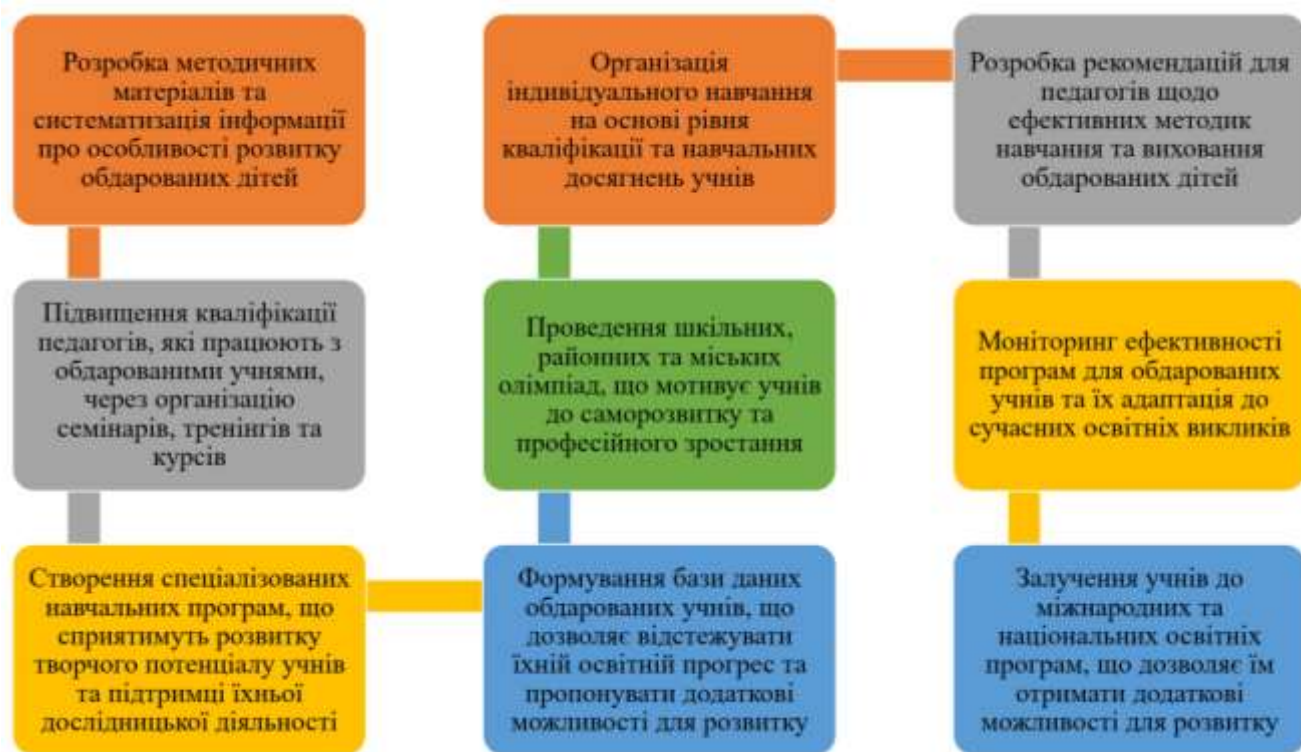 Розробка методичних
матеріалів та
систематизація інформації
про особливості розвитку
обдарованих дітей
Підвищення кваліфікації
педагогів, які працюють з
обдарованими учнями,
через організацію
семінарів, тренінгів та
курсів
Створення спеціалізованих
навчальних програм, що
сприятимуть розвитку
творчого потенціалу учнів
та підтримці їхньої
дослідницької діяльності
Формування бази даних
обдарованих учнів, що
дозволяє відстежувати
їхній освітній прогрес та
пропонувати додаткові
можливості для розвитку
Проведення шкільних,
районних та міських
олімпіад, що мотивує учнів
до саморозвитку та
професійного зростання
Організація
індивідуального навчання
на основі рівня
кваліфікації та навчальних
досягнень учнів
Розробка рекомендацій для
педагогів щодо
ефективних методик
навчання та виховання
обдарованих дітей
Моніторинг ефективності
програм для обдарованих
учнів та їх адаптація до
сучасних освітніх викликів
Залучення учнів до
міжнародних та
національних освітніх
програм, що дозволяє їм
отримати додаткові
можливості для розвитку